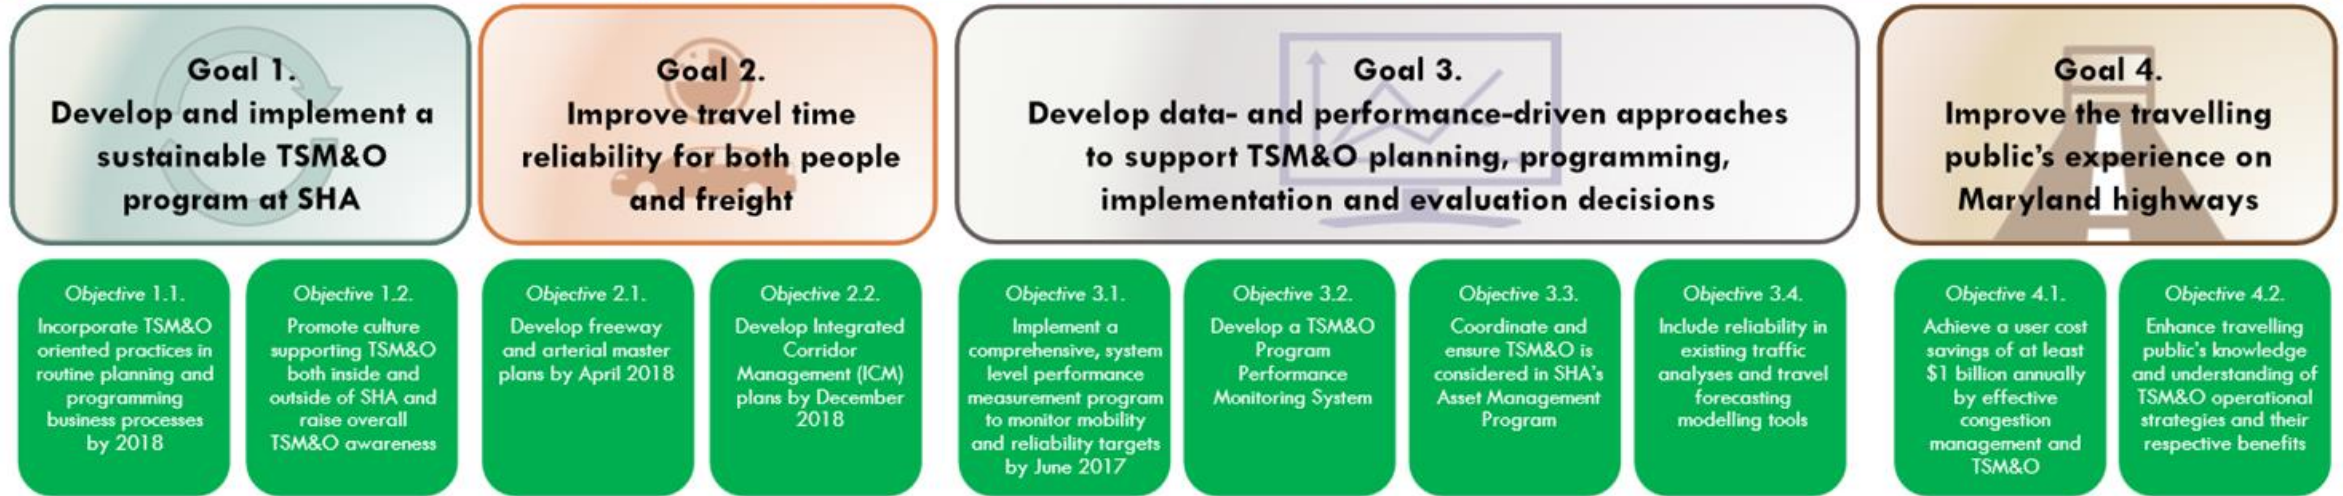 Goal 1.
Develop and implement a
sustainable TSM&O
program at SHA
Goal 2.
Improve travel time
reliability for both people
and freight
Goal 3.
Develop data- and performance-driven approaches
to support TSM&O planning, programming,
implementation and evaluation decisions
Goal 4.
Improve the travelling
public's experience on
Maryland highways
Objective 1.1.
Incorporate TSM&O
oriented practices in
routine planning and
programming
business processes
by 2018
Objective 1.2.
Promote culture
supporting TSM&O
both inside and
outside of SHA and
raise overall
TSM&O awareness
Objective 2.1.
Develop freeway
and arterial master
plans by April 2018
Objective 2.2.
Develop Integrated
Corridor
Management (ICM)
plans by December
2018
Objective 3.1.
Implement a
comprehensive, system
level performance
measurement program
to monitor mobility
and reliability targets
by June 2017
Objective 3.2.
Develop a TSM&O
Program
Performance
Monitoring System
Objective 3.3.
Coordinate and
ensure TSM&O is
considered in SHA's
Asset Management
Program
Objective 3.4.
Include reliability in
existing traffic
analyses and travel
forecasting
modelling tools
Objective 4.1.
Achieve a user cost
savings of at least
$1 billion annually
by effective
congestion
management and
TSM&O
Objective 4.2.
Enhance travelling
public's knowledge
and understanding of
TSM&O operational
strategies and their
respective benefits